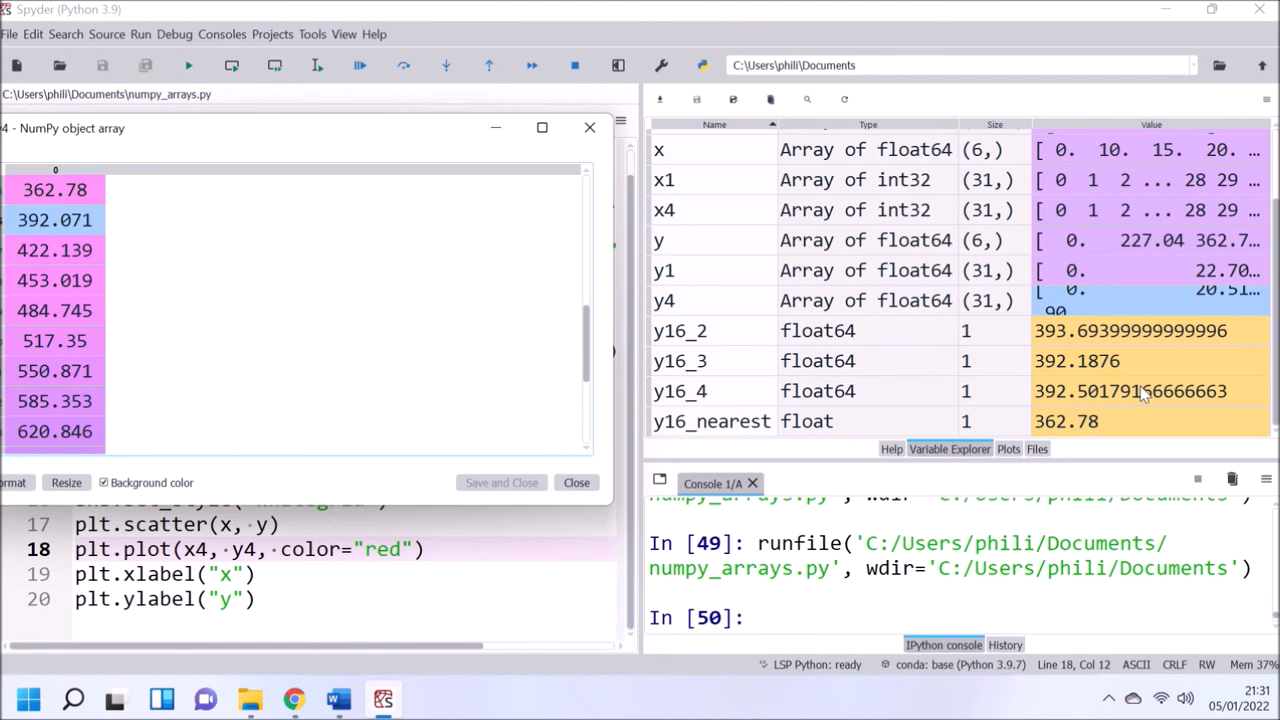 Spyder (Python 3.9)
File Edit Search Source Run Debug Consoles Projects Tools View Help
C:\Users\phili\Documents
C:\Users\phili\Documents\numpy_arrays.py
4 - NumPy object array
0
362.78
392.071
422.139
453.019
484.745
517.35
550.871
585.353
620.846
Resize
Background color
Save and Close
Close
17 plt.scatter(x, y)
18 plt.plot(x4, y4, color="red")
19 plt.xlabel("x")
20 plt.ylabel("y")
Name Type Size Value
x Array of float64 (6,) [ 0. 10. 15. 20. …
x1 Array of int32 (31,) [ 0 1 2 ... 28 29 …
x4 Array of int32 (31,) [ 0 1 2 ... 28 29 …
y Array of float64 (6,) [ 0. 227.04 362.7…
y1 Array of float64 (31,) [ 0. 22.70…
y4 Array of float64 (31,) [ 0. 20.51…
y16_2 float64 1 393.69399999999996
y16_3 float64 1 392.1876
y16_4 float64 1 392.50179166666663
y16_nearest float 1 362.78
Help Variable Explorer Plots Files
Console 1/A
numpy_arrays.py', wdir='C:/Users/phili/Documents')
In [49]: runfile('C:/Users/phili/Documents/
numpy_arrays.py', wdir='C:/Users/phili/Documents')
In [50]:
IPython console History
LSP Python: ready conda: base (Python 3.9.7) Line 18, Col 12 ASCII CRLF RW Mem 37%
21:31
05/01/2022